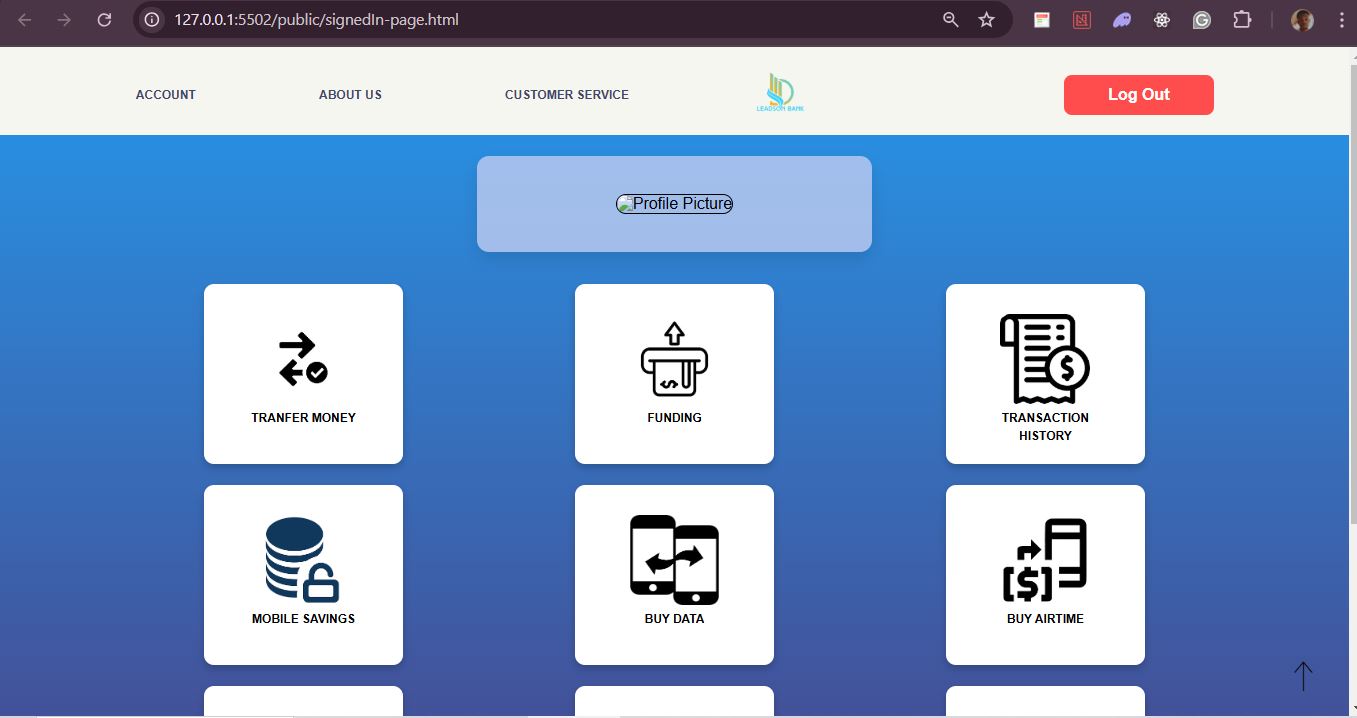 127.0.0.1:5502/public/signedIn-page.html
ACCOUNT
ABOUT US
CUSTOMER SERVICE
LEADSON BANK
Log Out
Profile Picture
TRANFER MONEY
FUNDING
TRANSACTION
HISTORY
MOBILE SAVINGS
BUY DATA
BUY AIRTIME